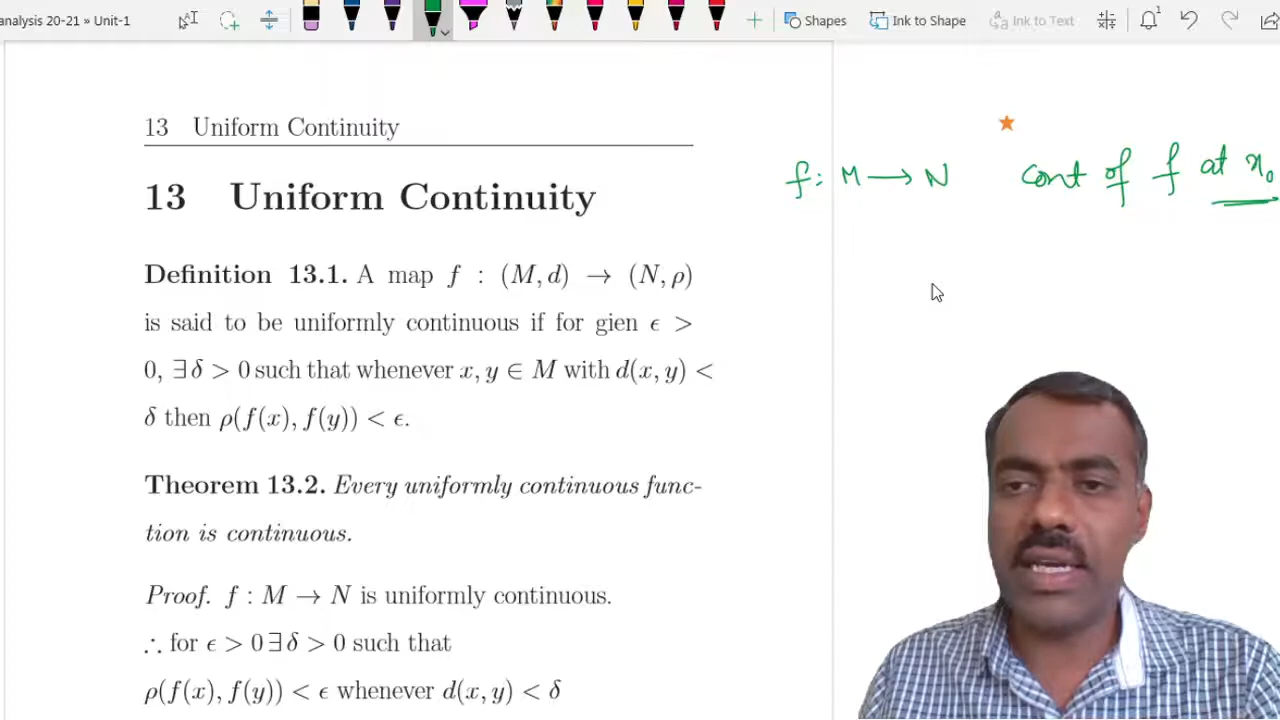 analysis 20-21 » Unit-1
Shapes
Ink to Shape
Ink to Text
13 Uniform Continuity
13 Uniform Continuity
Definition 13.1. A map f : (M, d) → (N, ρ)
is said to be uniformly continuous if for gien ϵ >
0, ∃ δ > 0 such that whenever x, y ∈ M with d(x, y) <
δ then ρ(f(x), f(y)) < ϵ.
Theorem 13.2. Every uniformly continuous func-
tion is continuous.
Proof. f : M → N is uniformly continuous.
∴ for ϵ > 0 ∃ δ > 0 such that
ρ(f(x), f(y)) < ϵ whenever d(x, y) < δ
f: M → N cont of f at x₀